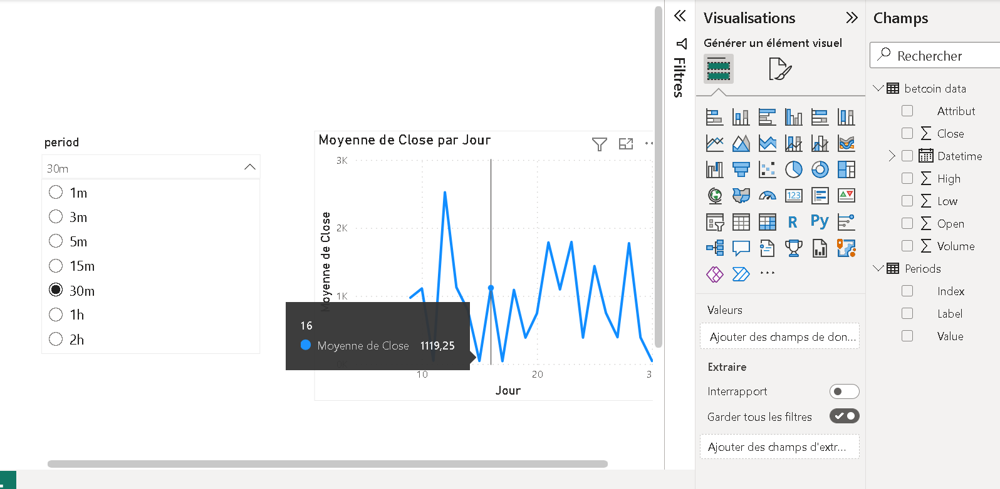 period
30m
1m
3m
5m
15m
30m
1h
2h
Moyenne de Close par Jour
Moyenne de Close
3K
2K
1K
0K
10
20
3
Jour
16
Moyenne de Close 1119,25
Filtres
Visualisations
Générer un élément visuel
123
R
Py
Valeurs
Ajouter des champs de don...
Extraire
Interrapport
Garder tous les filtres
Ajouter des champs d'extr...
Champs
Rechercher
betcoin data
Attribut
Close
Datetime
High
Low
Open
Volume
Periods
Index
Label
Value